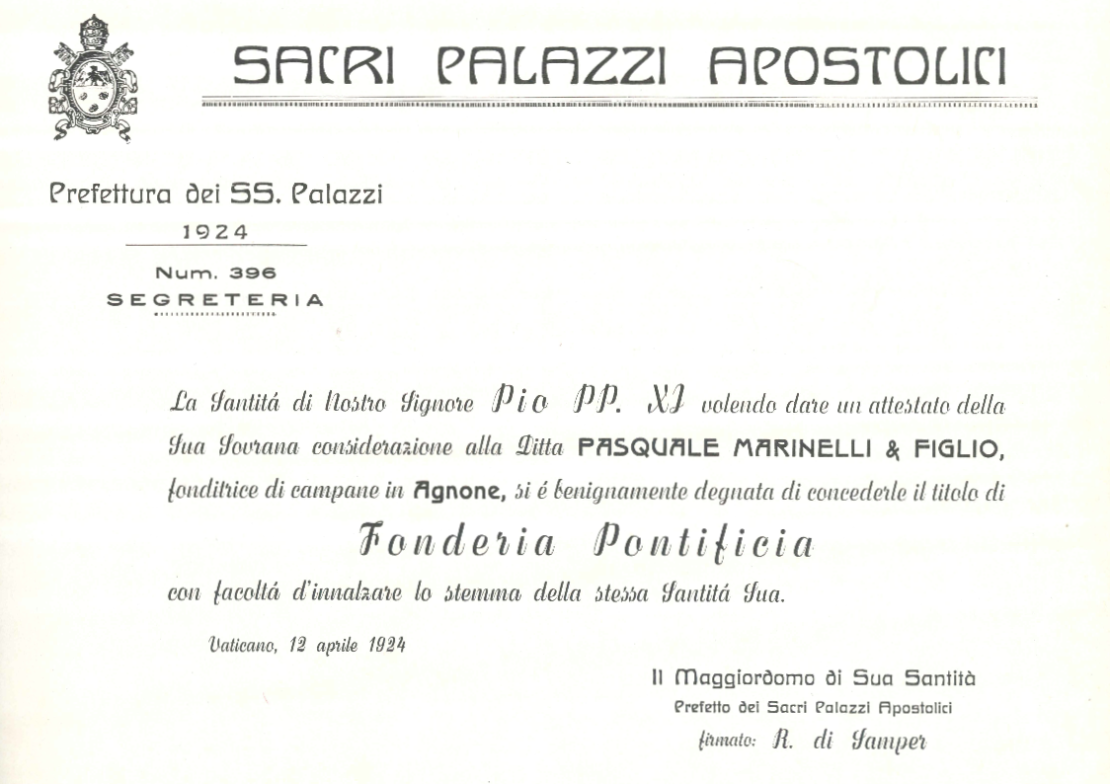 SACRI PALAZZI APOSTOLICI
Prefettura dei SS. Palazzi
1924
Num. 396
SEGRETERIA
La Santitá di Nostro Signore Pio PP. XI volendo dare un attestato della
Sua Sovrana considerazione alla Ditta PASQUALE MARINELLI & FIGLIO,
fonditrice di campane in Agnone, si é benignamente degnata di concederle il titolo di
Fonderia Pontificia
con facoltá d'innalzare lo stemma della stessa Santitá Sua.
Vaticano, 12 aprile 1924
Il Maggiordomo di Sua Santità
Prefetto dei Sacri Palazzi Apostolici
firmato: R. di Samper